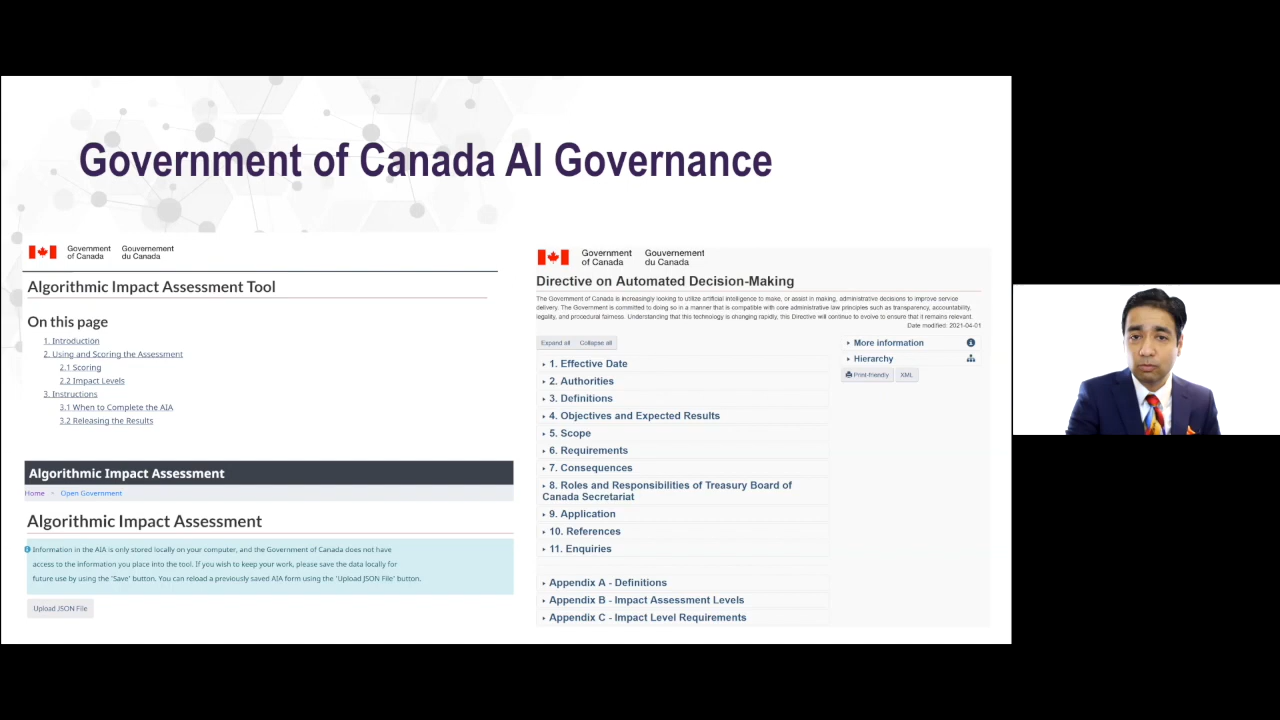 Government of Canada AI Governance
Government
of Canada
Gouvernement
du Canada
Algorithmic Impact Assessment Tool
On this page
1. Introduction
2. Using and Scoring the Assessment
2.1 Scoring
2.2 Impact Levels
3. Instructions
3.1 When to Complete the AIA
3.2 Releasing the Results
Algorithmic Impact Assessment
Home
Open Government
Algorithmic Impact Assessment
Information in the AIA is only stored locally on your computer, and the Government of Canada does not have
access to the information you place into the tool. If you wish to keep your work, please save the data locally for
future use by using the "Save" button. You can reload a previously saved AIA form using the "Upload JSON File" button.
Upload JSON File
Government
of Canada
Gouvernement
du Canada
Directive on Automated Decision-Making
The Government of Canada is increasingly looking to utilize artificial intelligence to make, or assist in making, administrative decisions to improve service
delivery. The Government is committed to doing so in a manner that is compatible with core administrative law principles such as transparency, accountability,
legality, and procedural fairness. Understanding that this technology is changing rapidly, this Directive will continue to evolve to ensure that it remains relevant.
Date modified: 2021-04-01
Expand all
Collapse all
1. Effective Date
2. Authorities
3. Definitions
4. Objectives and Expected Results
5. Scope
6. Requirements
7. Consequences
8. Roles and Responsibilities of Treasury Board of
Canada Secretariat
9. Application
10. References
11. Enquiries
Appendix A - Definitions
Appendix B - Impact Assessment Levels
Appendix C - Impact Level Requirements
More information
Hierarchy
Print-friendly
XML